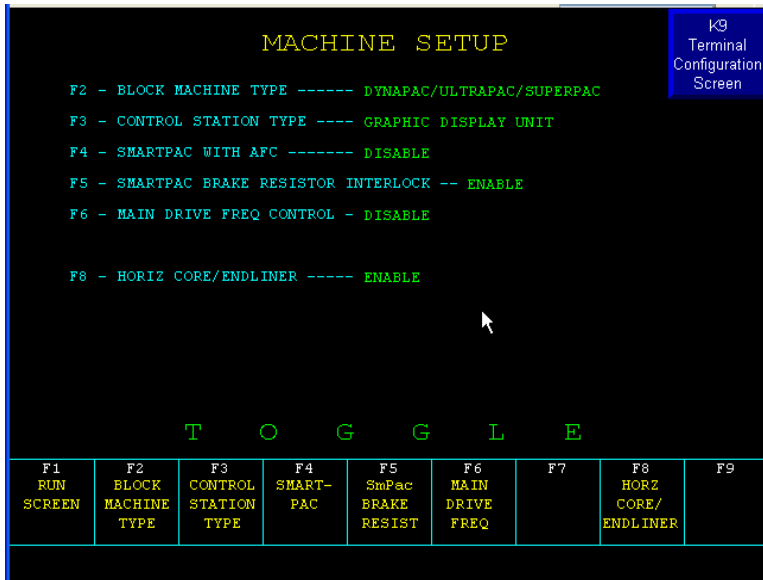 MACHINE SETUP
K9
Terminal
Configuration
Screen
F2 - BLOCK MACHINE TYPE ------ DYNAPAC/ULTRAPAC/SUPERPAC
F3 - CONTROL STATION TYPE ---- GRAPHIC DISPLAY UNIT
F4 - SMARTPAC WITH AFC ------- DISABLE
F5 - SMARTPAC BRAKE RESISTOR INTERLOCK -- ENABLE
F6 - MAIN DRIVE FREQ CONTROL - DISABLE
F8 - HORIZ CORE/ENDLINER ----- ENABLE
T O G G L E
F1
RUN
SCREEN
F2
BLOCK
MACHINE
TYPE
F3
CONTROL
STATION
TYPE
F4
SMART-
PAC
F5
SmPac
BRAKE
RESIST
F6
MAIN
DRIVE
FREQ
F7
F8
HORZ
CORE/
ENDLINER
F9